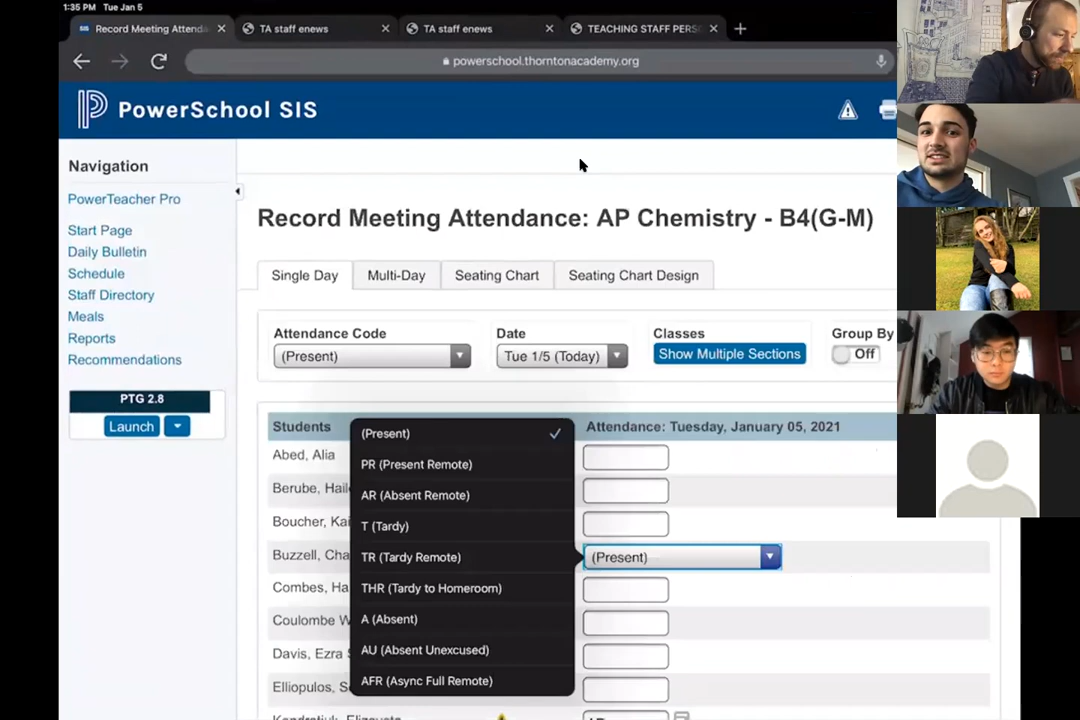 1:35 PM Tue Jan 5
Record Meeting Attend
TA staff enews
TA staff enews
TEACHING STAFF PERS
powerschool.thorntonacademy.org
PowerSchool SIS
Navigation
PowerTeacher Pro
Start Page
Daily Bulletin
Schedule
Staff Directory
Meals
Reports
Recommendations
PTG 2.8
Launch
Record Meeting Attendance: AP Chemistry - B4(G-M)
Single Day Multi-Day Seating Chart Seating Chart Design
Attendance Code Date Classes Group By
(Present) Tue 1/5 (Today) Show Multiple Sections Off
Students Attendance: Tuesday, January 05, 2021
Abed, Alia
Berube, Hail
Boucher, Kai
Buzzell, Cha (Present)
Combes, Ha
Coulombe W
Davis, Ezra
Elliopulos, S
(Present)
PR (Present Remote)
AR (Absent Remote)
T (Tardy)
TR (Tardy Remote)
THR (Tardy to Homeroom)
A (Absent)
AU (Absent Unexcused)
AFR (Async Full Remote)